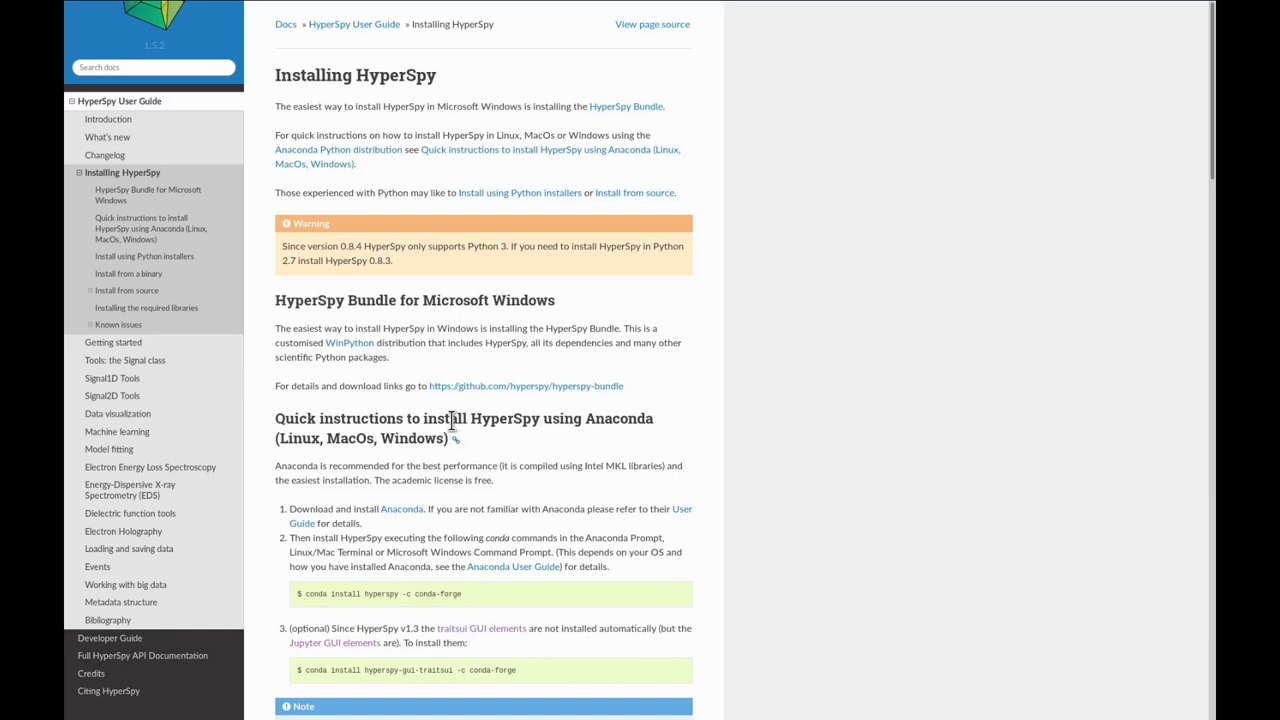 1.5.2
Search docs
HyperSpy User Guide
Introduction
What's new
Changelog
Installing HyperSpy
HyperSpy Bundle for Microsoft
Windows
Quick instructions to install
HyperSpy using Anaconda (Linux,
MacOs, Windows)
Install using Python installers
Install from a binary
Install from source
Installing the required libraries
Known issues
Getting started
Tools: the Signal class
Signal1D Tools
Signal2D Tools
Data visualization
Machine learning
Model fitting
Electron Energy Loss Spectroscopy
Energy-Dispersive X-ray
Spectrometry (EDS)
Dielectric function tools
Electron Holography
Loading and saving data
Events
Working with big data
Metadata structure
Bibliography
Developer Guide
Full HyperSpy API Documentation
Credits
Citing HyperSpy
Docs » HyperSpy User Guide » Installing HyperSpy
View page source
Installing HyperSpy
The easiest way to install HyperSpy in Microsoft Windows is installing the HyperSpy Bundle.
For quick instructions on how to install HyperSpy in Linux, MacOs or Windows using the
Anaconda Python distribution see Quick instructions to install HyperSpy using Anaconda (Linux,
MacOs, Windows).
Those experienced with Python may like to Install using Python installers or Install from source.
Warning
Since version 0.8.4 HyperSpy only supports Python 3. If you need to install HyperSpy in Python
2.7 install HyperSpy 0.8.3.
HyperSpy Bundle for Microsoft Windows
The easiest way to install HyperSpy in Windows is installing the HyperSpy Bundle. This is a
customised WinPython distribution that includes HyperSpy, all its dependencies and many other
scientific Python packages.
For details and download links go to https://github.com/hyperspy/hyperspy-bundle
Quick instructions to install HyperSpy using Anaconda
(Linux, MacOs, Windows)
Anaconda is recommended for the best performance (it is compiled using Intel MKL libraries) and
the easiest installation. The academic license is free.
1. Download and install Anaconda. If you are not familiar with Anaconda please refer to their User
Guide for details.
2. Then install HyperSpy executing the following conda commands in the Anaconda Prompt,
Linux/Mac Terminal or Microsoft Windows Command Prompt. (This depends on your OS and
how you have installed Anaconda, see the Anaconda User Guide) for details.
$ conda install hyperspy -c conda-forge
3. (optional) Since HyperSpy v1.3 the traitsui GUI elements are not installed automatically (but the
Jupyter GUI elements are). To install them:
$ conda install hyperspy-gui-traitsui -c conda-forge
Note